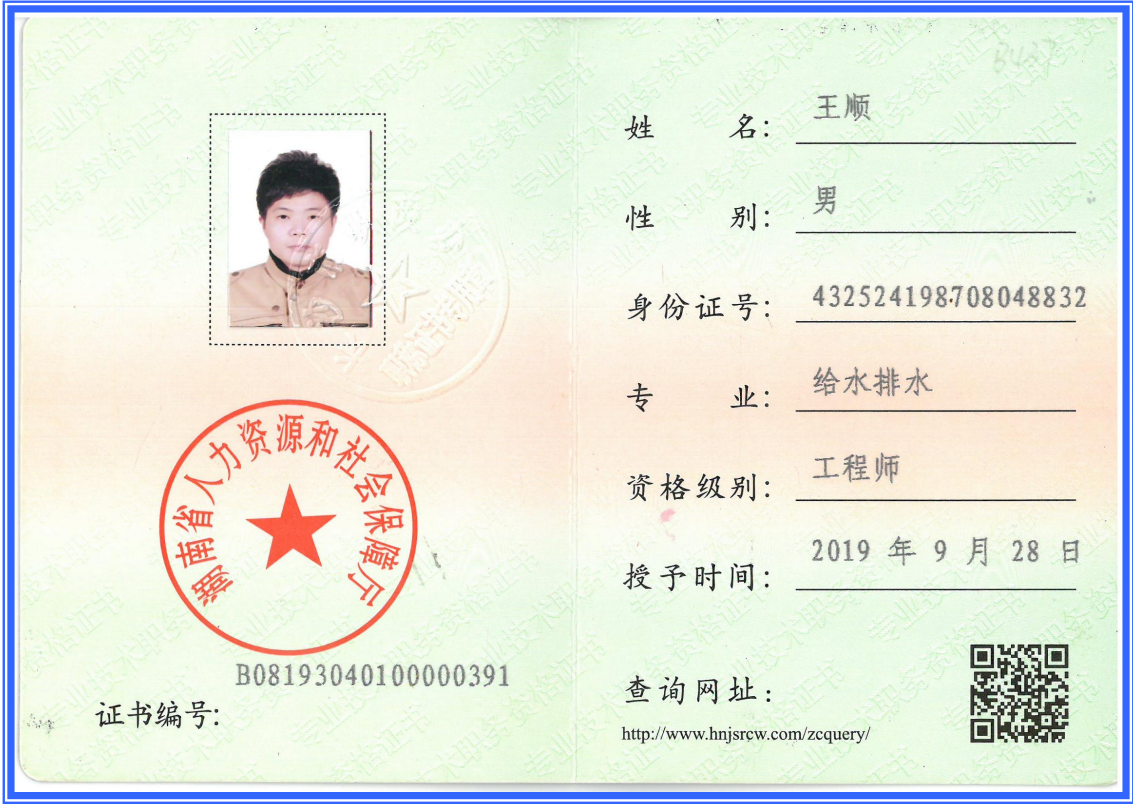 湖南省人力资源和社会保障厅
B08193040100000391
证书编号:
姓 名: 王顺
性 别: 男
身份证号: 432524198708048832
专 业: 给水排水
资格级别: 工程师
授予时间: 2019 年 9 月 28 日
查询网址:
http://www.hnjsrcw.com/zcquery/